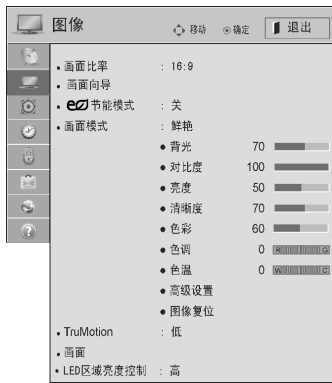 图像 移动 确定 退出
画面比率 : 16:9
画面向导
eco 节能模式 : 关
画面模式 : 鲜艳
背光 70
对比度 100
亮度 50
清晰度 70
色彩 60
色调 0 R G
色温 0 W C
高级设置
图像复位
TruMotion : 低
画面
LED区域亮度控制 : 高